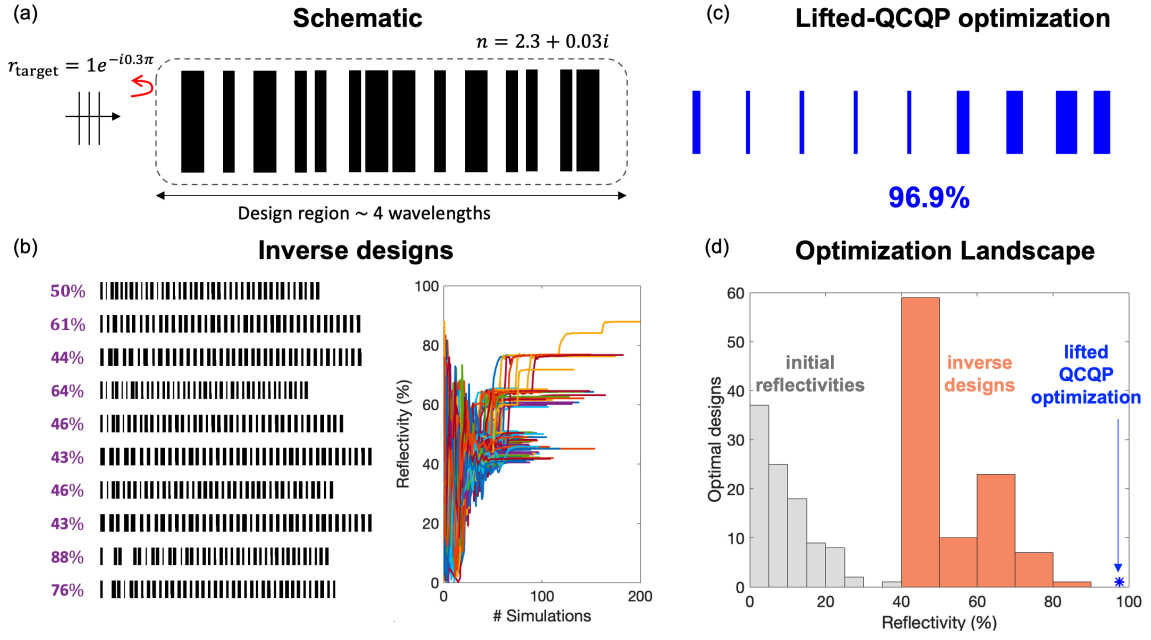 (a)
Schematic
n = 2.3 + 0.03i
r_target = 1e^{-i0.3π}
Design region ~ 4 wavelengths
(b)
Inverse designs
50%
61%
44%
64%
46%
43%
46%
43%
88%
76%
100
80
60
40
20
0
Reflectivity (%)
0
100
200
# Simulations
(c)
Lifted-QCQP optimization
96.9%
(d)
Optimization Landscape
60
50
40
30
20
10
0
Optimal designs
initial
reflectivities
inverse
designs
lifted
QCQP
optimization
0
20
40
60
80
100
Reflectivity (%)